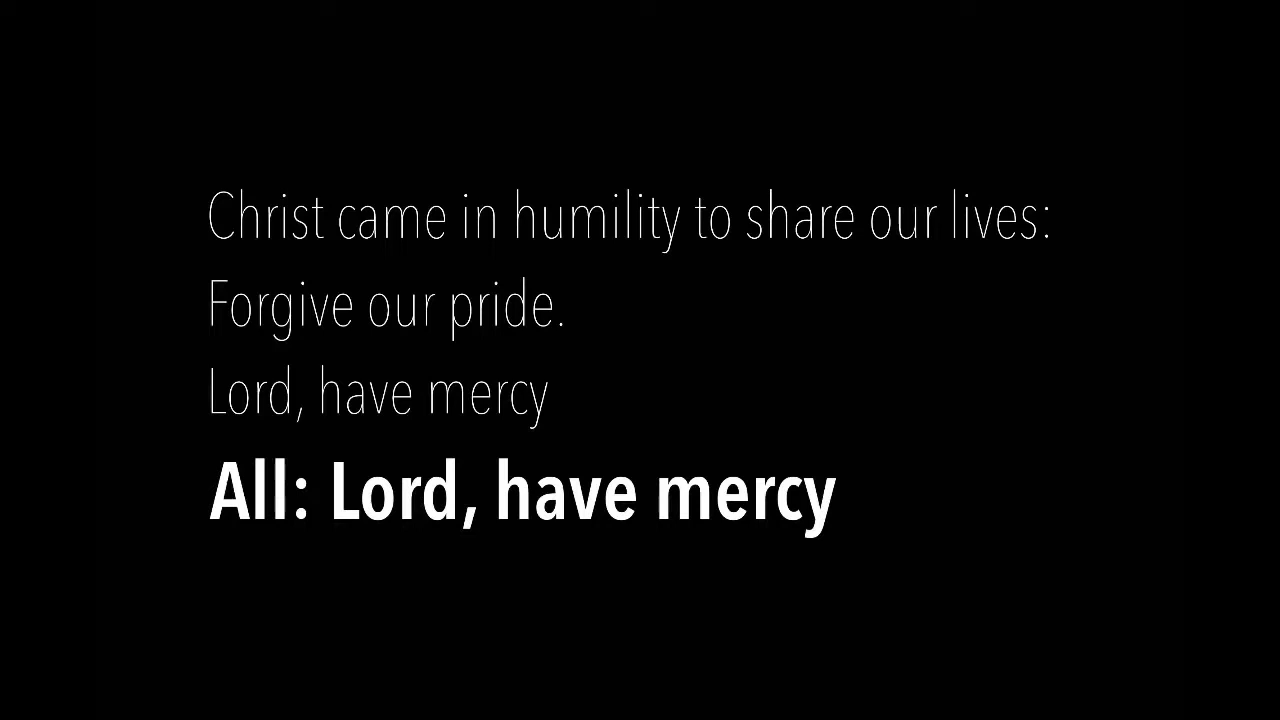 Christ came in humility to share our lives:
Forgive our pride.
Lord, have mercy
All: Lord, have mercy